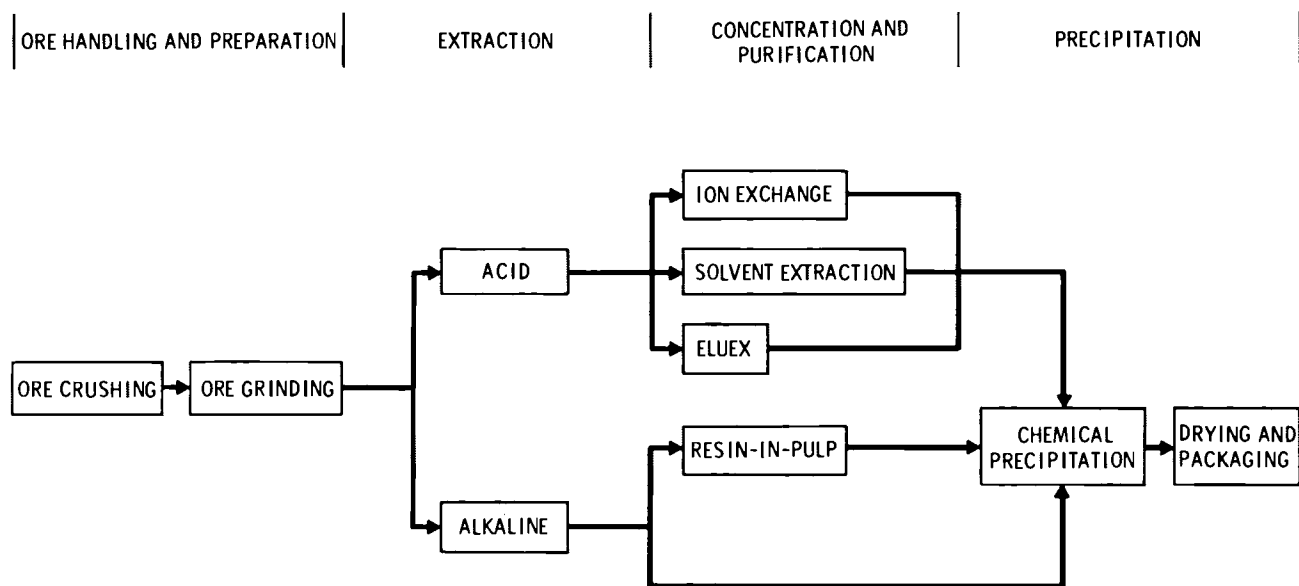 ORE HANDLING AND PREPARATION
EXTRACTION
CONCENTRATION AND
PURIFICATION
PRECIPITATION
ION EXCHANGE
ACID
SOLVENT EXTRACTION
ELUEX
ORE CRUSHING
ORE GRINDING
RESIN-IN-PULP
CHEMICAL
PRECIPITATION
DRYING AND
PACKAGING
ALKALINE